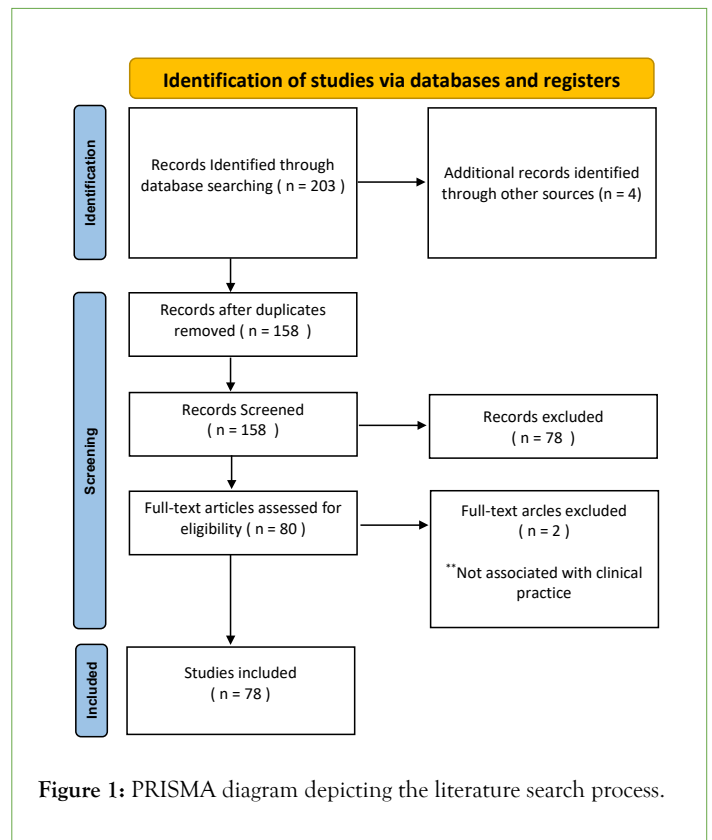 Identification of studies via databases and registers
Identification
Records Identified through
database searching ( n = 203 )
Additional records identified
through other sources (n = 4)
Screening
Records after duplicates
removed ( n = 158 )
Records Screened
( n = 158 )
Records excluded
( n = 78 )
Full-text articles assessed for
eligibility ( n = 80 )
Full-text arcles excluded
( n = 2 )
**Not associated with clinical
practice
Included
Studies included
( n = 78 )
Figure 1: PRISMA diagram depicting the literature search process.